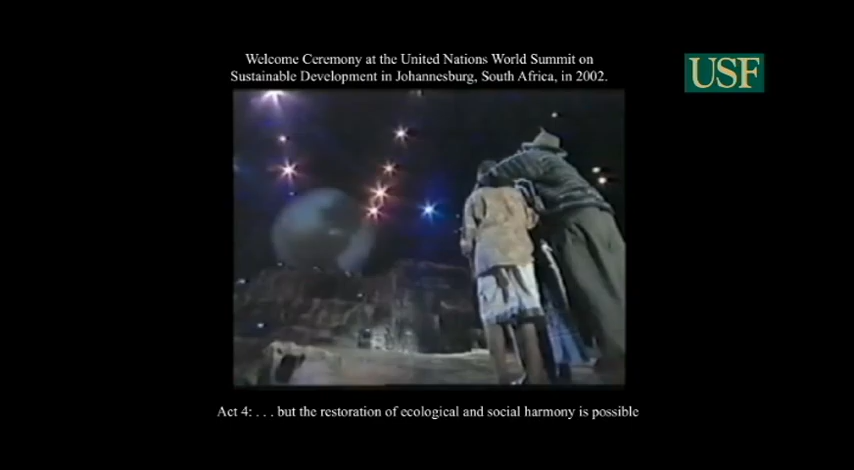 Welcome Ceremony at the United Nations World Summit on
Sustainable Development in Johannesburg, South Africa, in 2002.
USF
Act 4: . . . but the restoration of ecological and social harmony is possible